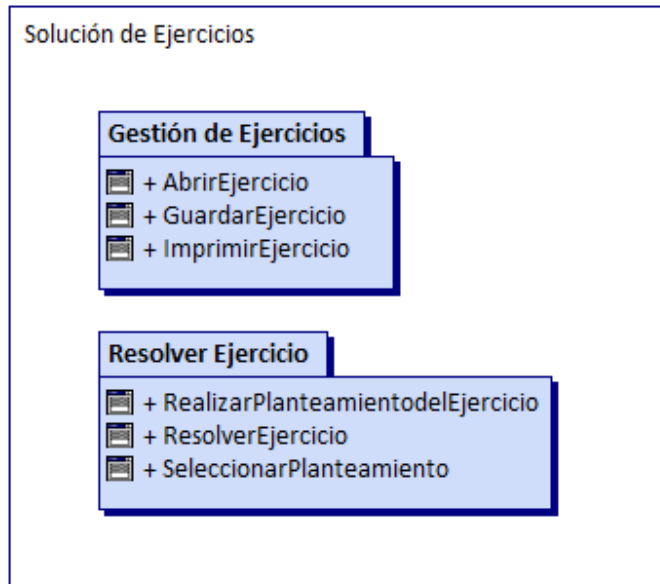 Solución de Ejercicios
Gestión de Ejercicios
+ AbrirEjercicio
+ GuardarEjercicio
+ ImprimirEjercicio
Resolver Ejercicio
+ RealizarPlanteamientodelEjercicio
+ ResolverEjercicio
+ SeleccionarPlanteamiento